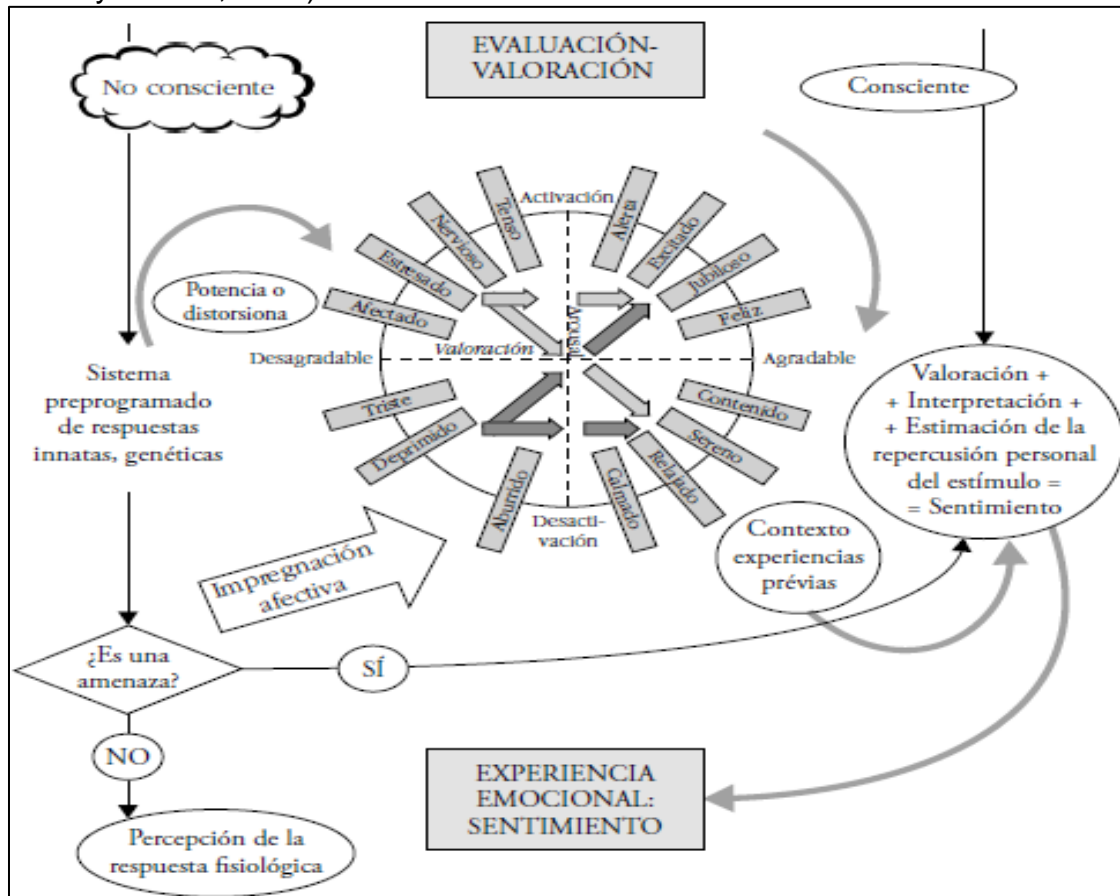 EVALUACIÓN-
VALORACIÓN
No consciente
Consciente
Activación
Tenso
Nervioso
Estresado
Afectado
Alerta
Excitado
Jubiloso
Feliz
Potencia o
distorsiona
Desagradable
Valoración
Arousal
Agradable
Sistema
preprogramado
de respuestas
innatas, genéticas
Triste
Deprimido
Aburrido
Contenido
Sereno
Relajado
Calmado
Desacti-
vación
Valoración +
+ Interpretación +
+ Estimación de la
repercusión personal
del estímulo =
= Sentimiento
Contexto
experiencias
prévias
Impregnación
afectiva
¿Es una
amenaza?
SÍ
NO
EXPERIENCIA
EMOCIONAL:
SENTIMIENTO
Percepción de la
respuesta fisiológica